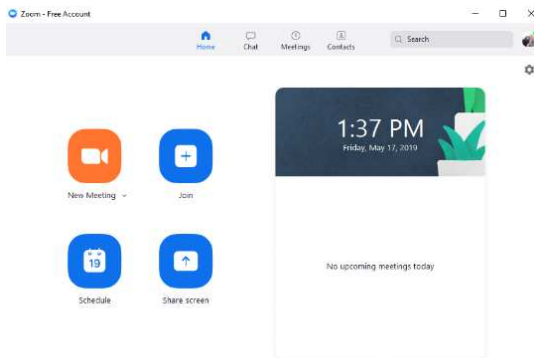 Zoom - Free Account
Home
Chat
Meetings
Contacts
Search
New Meeting
Join
19
Schedule
Share screen
1:37 PM
Friday, May 17, 2019
No upcoming meetings today